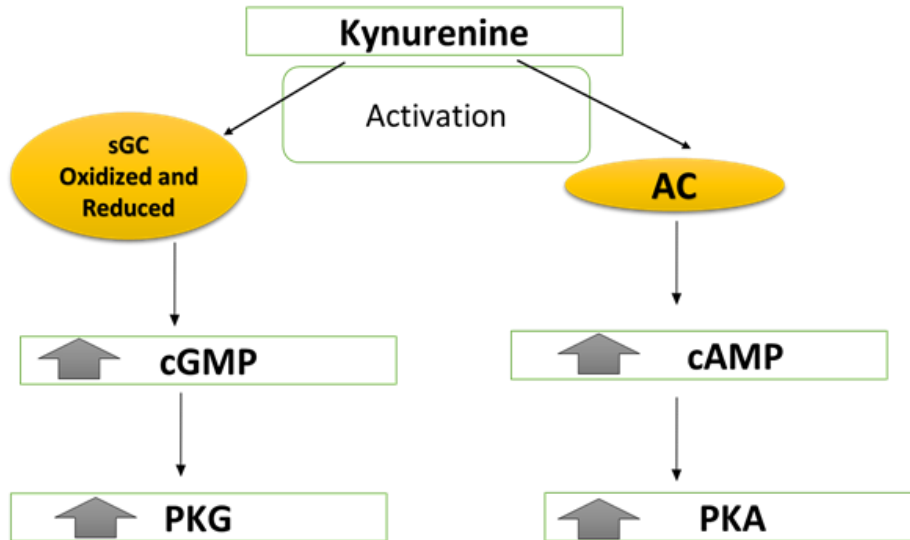 Kynurenine
Activation
sGC
Oxidized and
Reduced
AC
cGMP
cAMP
PKG
PKA